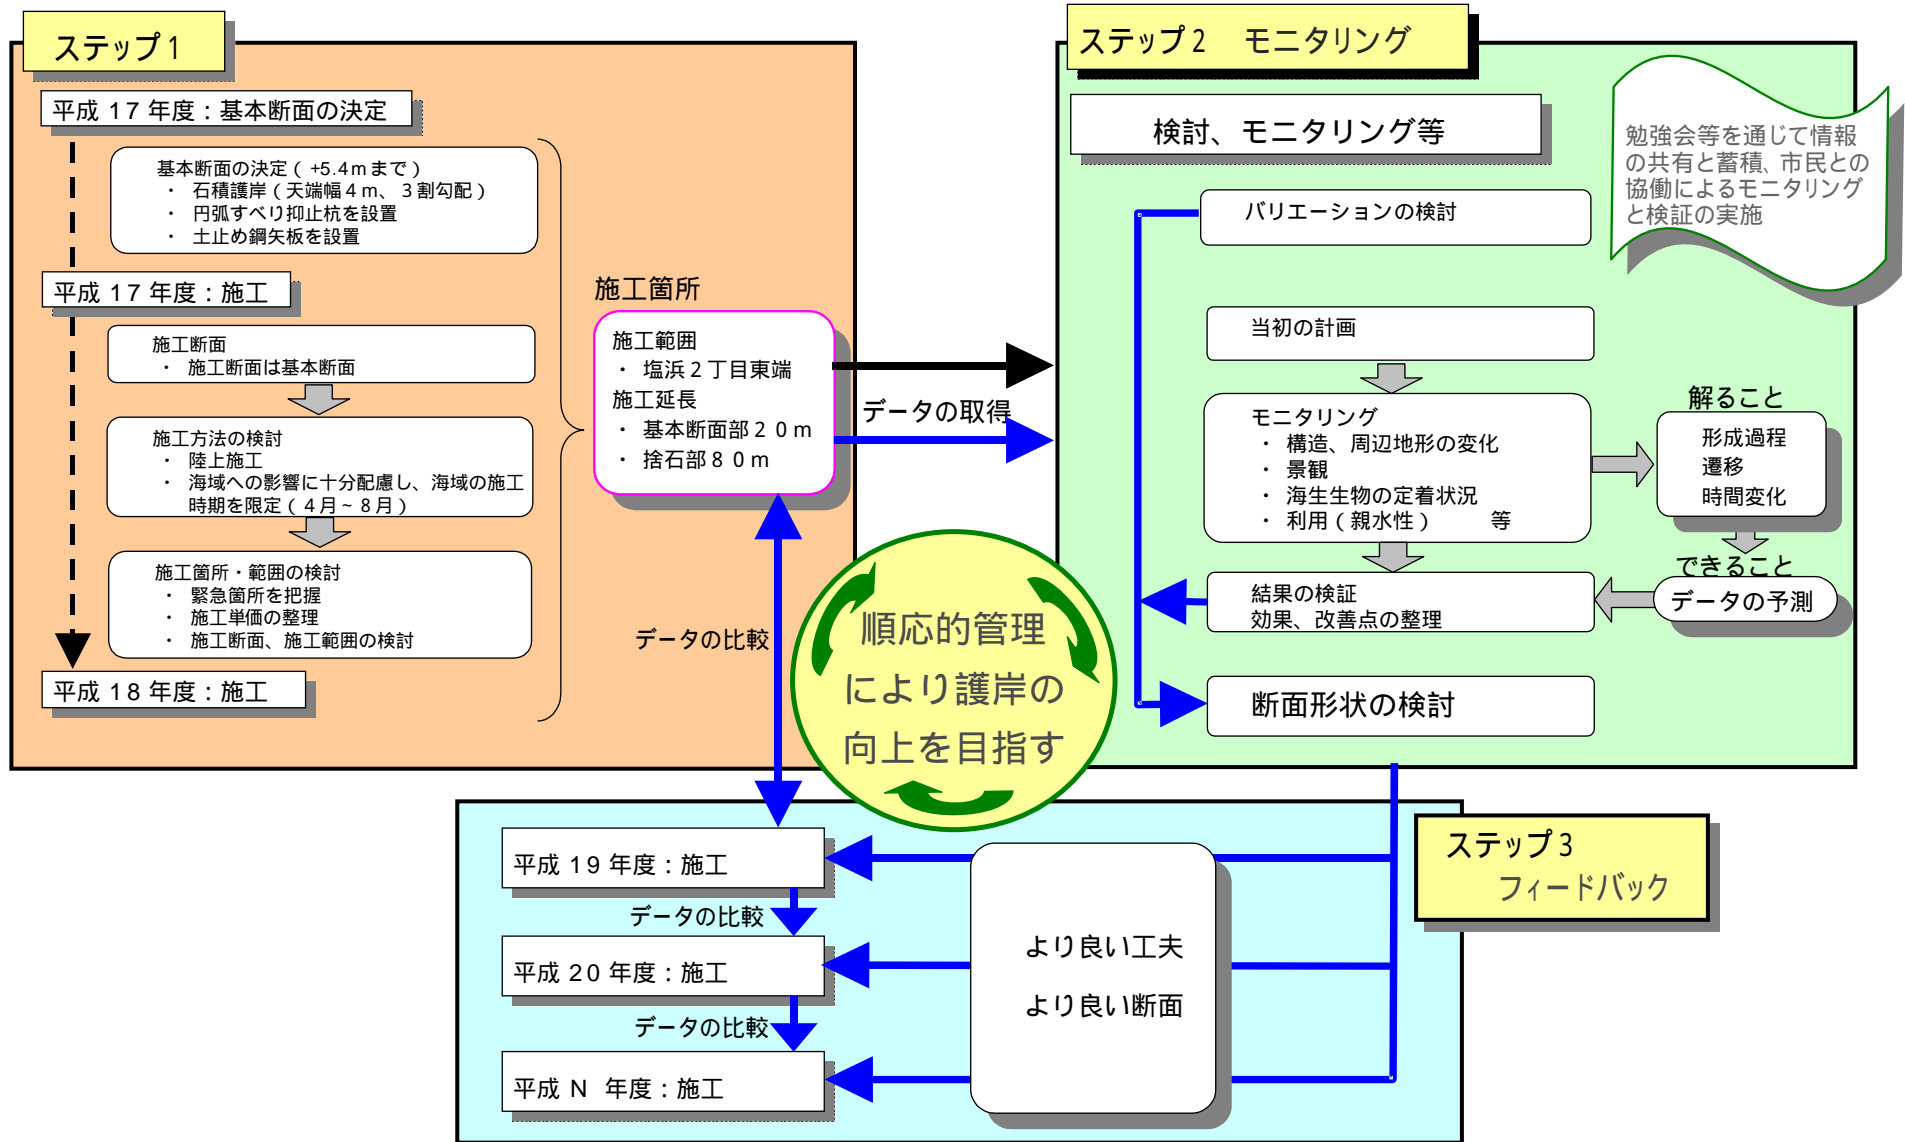 ステップ1
平成 17 年度：基本断面の決定
基本断面の決定（+5.4mまで）
・ 石積護岸（天端幅４ｍ、３割勾配）
・ 円弧すべり抑止杭を設置
・ 土止め鋼矢板を設置
平成 17 年度：施工
施工断面
・ 施工断面は基本断面
施工方法の検討
・ 陸上施工
・ 海域への影響に十分配慮し、海域の施工
時期を限定（４月～８月）
施工箇所・範囲の検討
・ 緊急箇所を把握
・ 施工単価の整理
・ 施工断面、施工範囲の検討
平成 18 年度：施工
施工箇所
施工範囲
・ 塩浜２丁目東端
施工延長
・ 基本断面部２０ｍ
・ 捨石部８０ｍ
データの取得
データの比較
順応的管理
により護岸の
向上を目指す
ステップ2 モニタリング
検討、モニタリング等
勉強会等を通じて情報
の共有と蓄積、市民との
協働によるモニタリング
と検証の実施
バリエーションの検討
当初の計画
モニタリング
・ 構造、周辺地形の変化
・ 景観
・ 海生生物の定着状況
・ 利用（親水性） 等
解ること
形成過程
遷移
時間変化
できること
データの予測
結果の検証
効果、改善点の整理
断面形状の検討
ステップ3
フィードバック
平成 19 年度：施工
データの比較
平成 20 年度：施工
データの比較
平成 N 年度：施工
より良い工夫
より良い断面